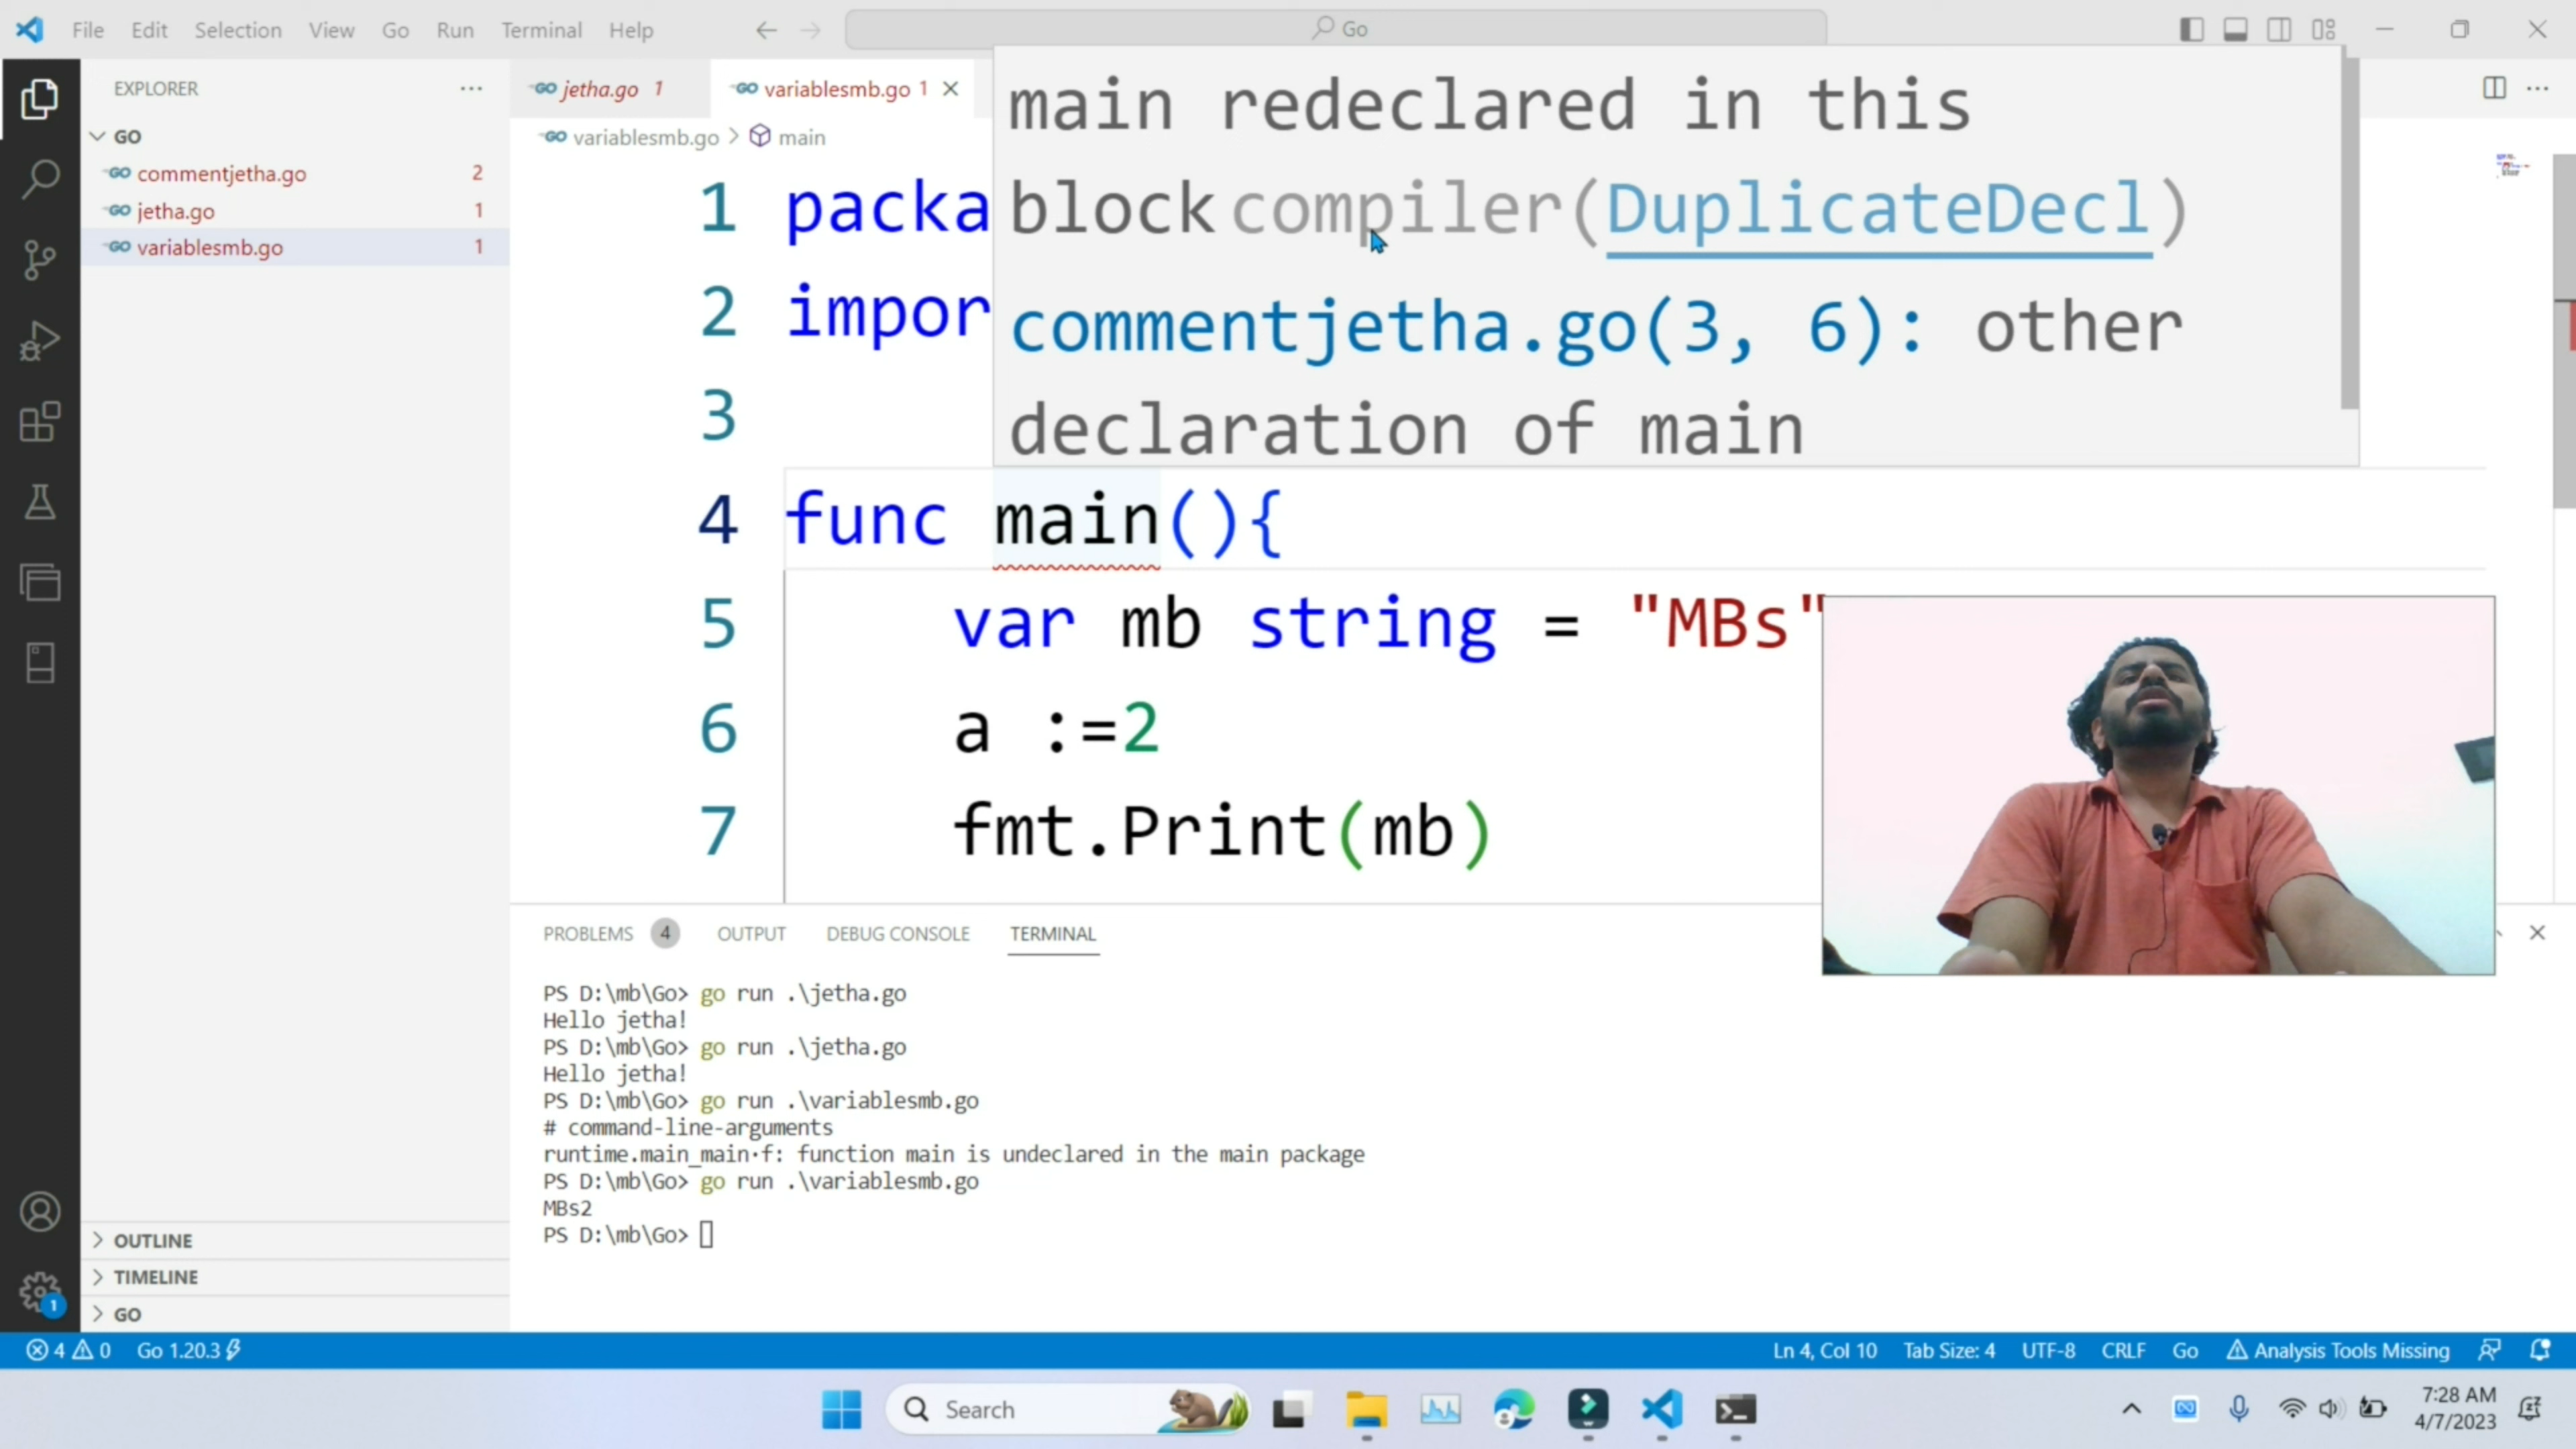 File Edit Selection View Go Run Terminal Help
Go
EXPLORER
GO
commentjetha.go 2
jetha.go 1
variablesmb.go 1
OUTLINE
TIMELINE
GO
jetha.go 1
variablesmb.go 1
variablesmb.go > main
main redeclared in this
block compiler(DuplicateDecl)
commentjetha.go(3, 6): other
declaration of main
1 packa
2 impor
3
4 func main(){
5 var mb string = "MBs"
6 a :=2
7 fmt.Print(mb)
PROBLEMS 4 OUTPUT DEBUG CONSOLE TERMINAL
PS D:\mb\Go> go run .\jetha.go
Hello jetha!
PS D:\mb\Go> go run .\jetha.go
Hello jetha!
PS D:\mb\Go> go run .\variablesmb.go
# command-line-arguments
runtime.main_main·f: function main is undeclared in the main package
PS D:\mb\Go> go run .\variablesmb.go
MBs2
PS D:\mb\Go>
1
4 0 Go 1.20.3 Ln 4, Col 10 Tab Size: 4 UTF-8 CRLF Go Analysis Tools Missing
Search
7:28 AM
4/7/2023